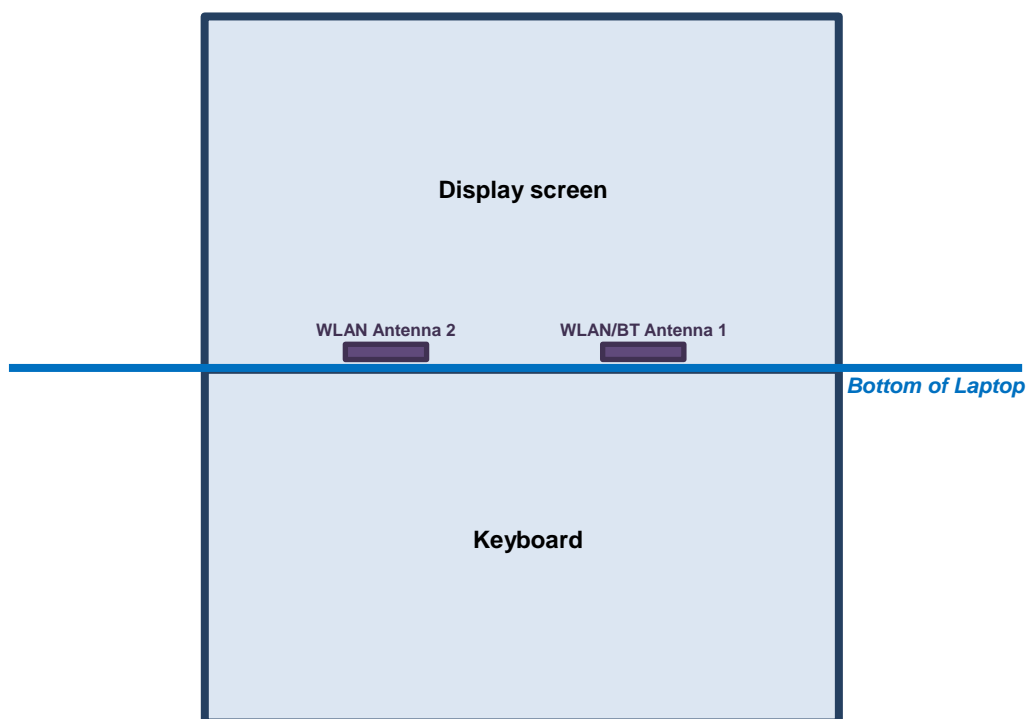 Display screen
WLAN Antenna 2
WLAN/BT Antenna 1
Bottom of Laptop
Keyboard